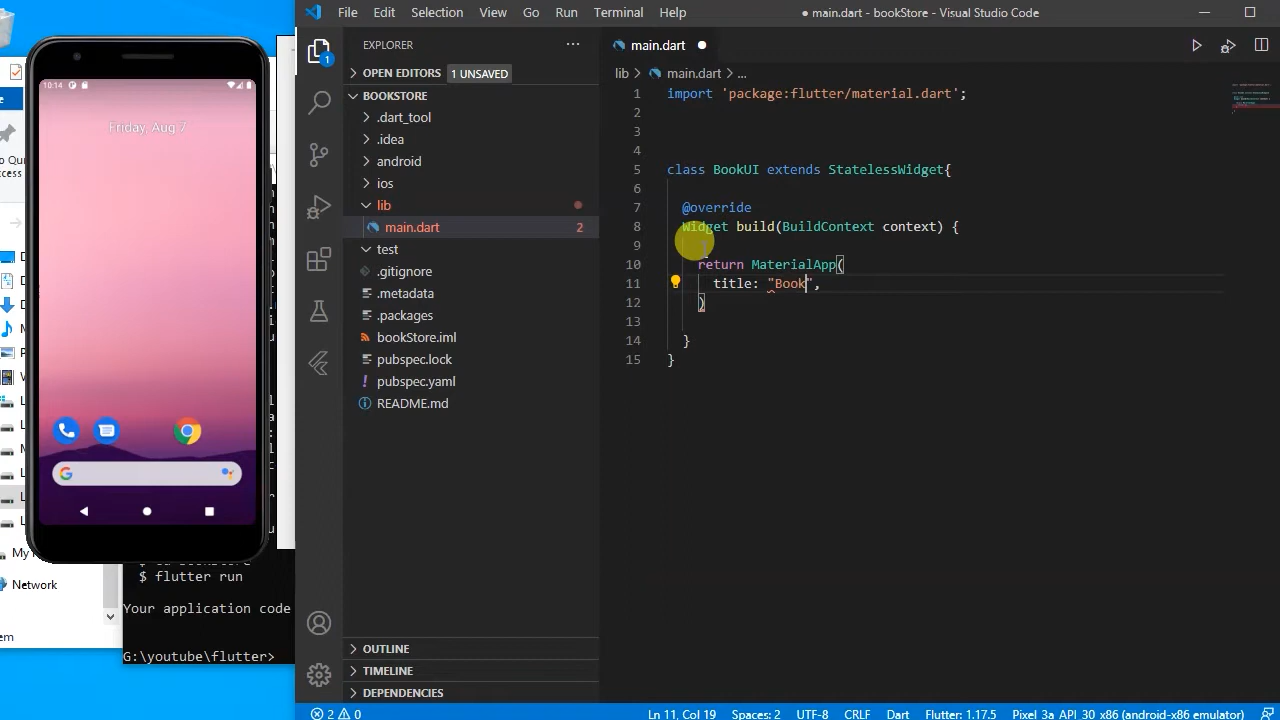 File Edit Selection View Go Run Terminal Help
● main.dart - bookStore - Visual Studio Code
EXPLORER
OPEN EDITORS 1 UNSAVED
BOOKSTORE
.dart_tool
.idea
android
ios
lib
main.dart 2
test
.gitignore
.metadata
.packages
bookStore.iml
pubspec.lock
pubspec.yaml
README.md
OUTLINE
TIMELINE
DEPENDENCIES
1
main.dart ●
lib > main.dart > ...
1 import 'package:flutter/material.dart';
2
3
4
5 class BookUI extends StatelessWidget{
6
7 @override
8 Widget build(BuildContext context) {
9
10 return MaterialApp(
11 title: "Book",
12 )
13
14 }
15 }
2 0
Ln 11, Col 19 Spaces: 2 UTF-8 CRLF Dart Flutter: 1.17.5 Pixel 3a API 30 x86 (android-x86 emulator)
10:14
Friday, Aug 7
G
Network
$ flutter run
Your application code
G:\youtube\flutter>